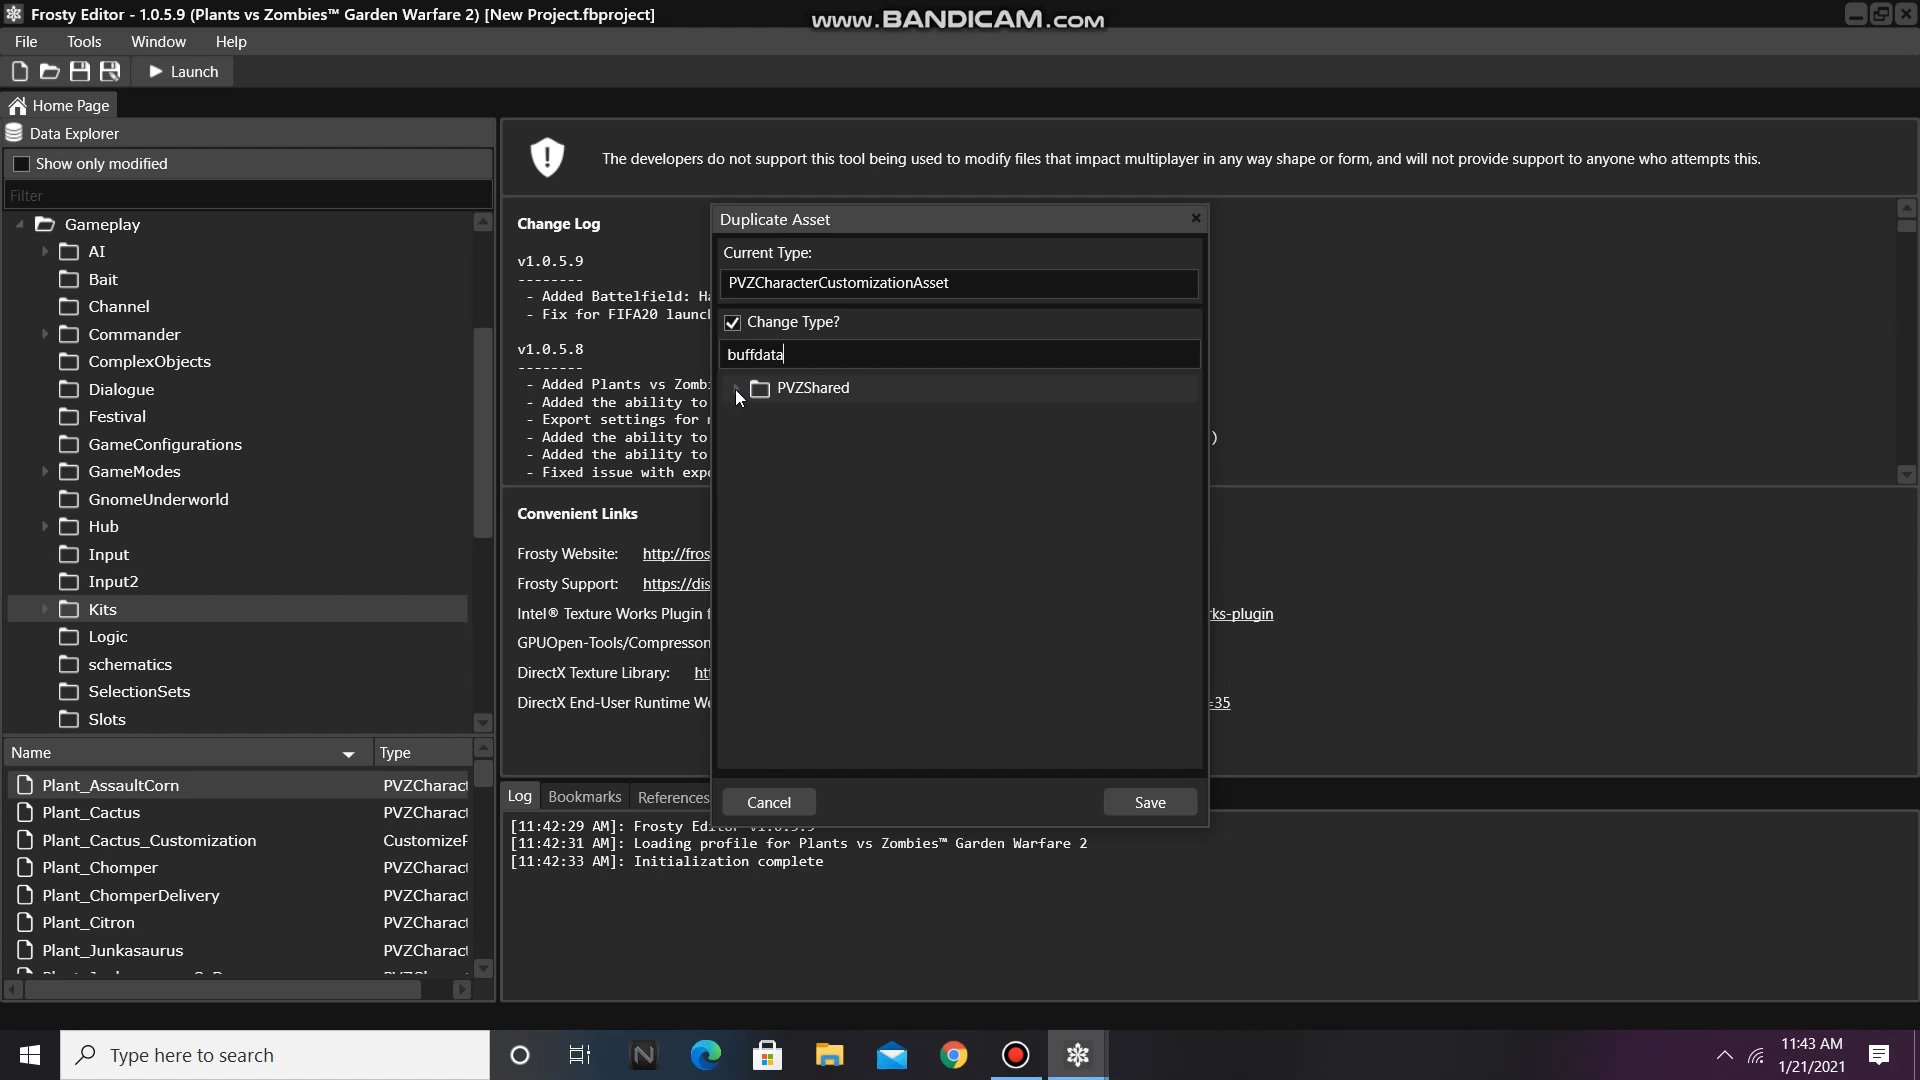 Frosty Editor - 1.0.5.9 (Plants vs Zombies™ Garden Warfare 2) [New Project.fbproject]
www.BANDICAM.com
File Tools Window Help
Launch
Home Page
Data Explorer
Show only modified
Filter
Gameplay
AI
Bait
Channel
Commander
ComplexObjects
Dialogue
Festival
GameConfigurations
GameModes
GnomeUnderworld
Hub
Input
Input2
Kits
Logic
schematics
SelectionSets
Slots
Name Type
Plant_AssaultCorn PVZCharact
Plant_Cactus PVZCharact
Plant_Cactus_Customization CustomizeF
Plant_Chomper PVZCharact
Plant_ChomperDelivery PVZCharact
Plant_Citron PVZCharact
Plant_Junkasaurus PVZCharact
The developers do not support this tool being used to modify files that impact multiplayer in any way shape or form, and will not provide support to anyone who attempts this.
Change Log
v1.0.5.9
--------
- Added Battelfield: Ha
- Fix for FIFA20 launc
v1.0.5.8
--------
- Added Plants vs Zomb
- Added the ability to
- Export settings for
- Added the ability to )
- Added the ability to
- Fixed issue with exp
Convenient Links
Frosty Website: http://fros
Frosty Support: https://dis
Intel® Texture Works Plugin f rks-plugin
GPUOpen-Tools/Compresson
DirectX Texture Library: htt
DirectX End-User Runtime We =35
Duplicate Asset
Current Type:
PVZCharacterCustomizationAsset
Change Type?
buffdata
PVZShared
Cancel Save
Log Bookmarks References
[11:42:29 AM]: Frosty Editor v1.0.5.9
[11:42:31 AM]: Loading profile for Plants vs Zombies™ Garden Warfare 2
[11:42:33 AM]: Initialization complete
Type here to search
11:43 AM
1/21/2021